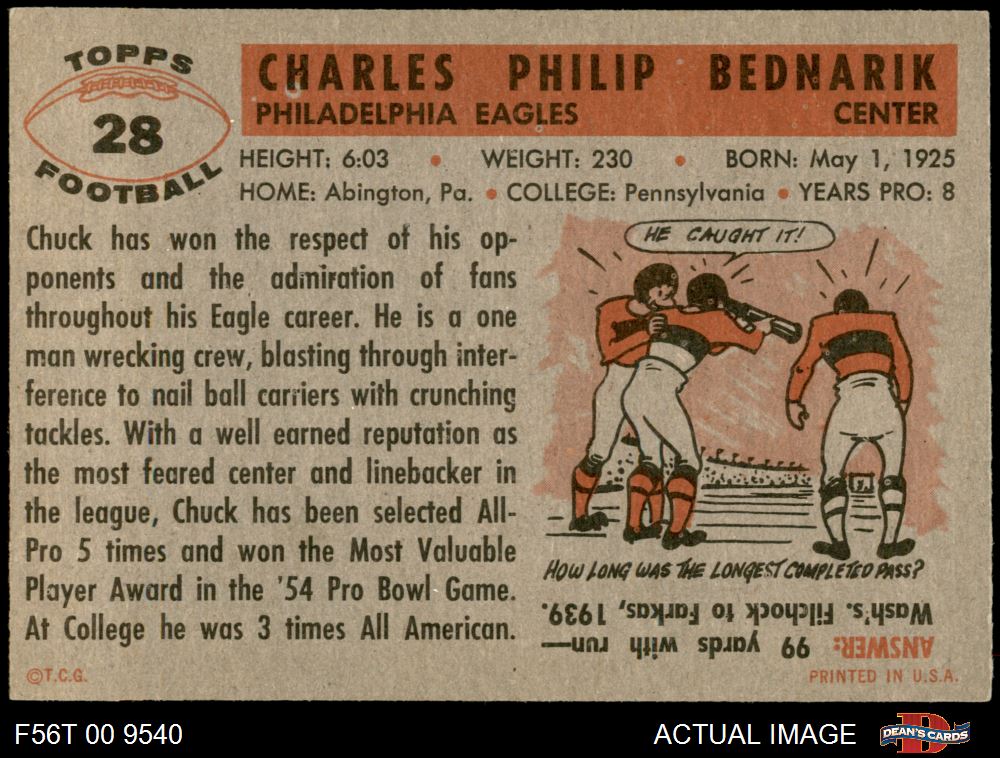 TOPPS
28
FOOTBALL
CHARLES PHILIP BEDNARIK
PHILADELPHIA EAGLES CENTER
HEIGHT: 6:03 • WEIGHT: 230 • BORN: May 1, 1925
HOME: Abington, Pa. • COLLEGE: Pennsylvania • YEARS PRO: 8
Chuck has won the respect of his op-
ponents and the admiration of fans
throughout his Eagle career. He is a one
man wrecking crew, blasting through inter-
ference to nail ball carriers with crunching
tackles. With a well earned reputation as
the most feared center and linebacker in
the league, Chuck has been selected All-
Pro 5 times and won the Most Valuable
Player Award in the '54 Pro Bowl Game.
At College he was 3 times All American.
HE CAUGHT IT!
HOW LONG WAS THE LONGEST COMPLETED PASS?
ANSWER: 99 yards with run—
Wash's. Filchock to Farkas, 1939.
©T.C.G.
PRINTED IN U.S.A.
F56T 00 9540
ACTUAL IMAGE
DEAN'S CARDS